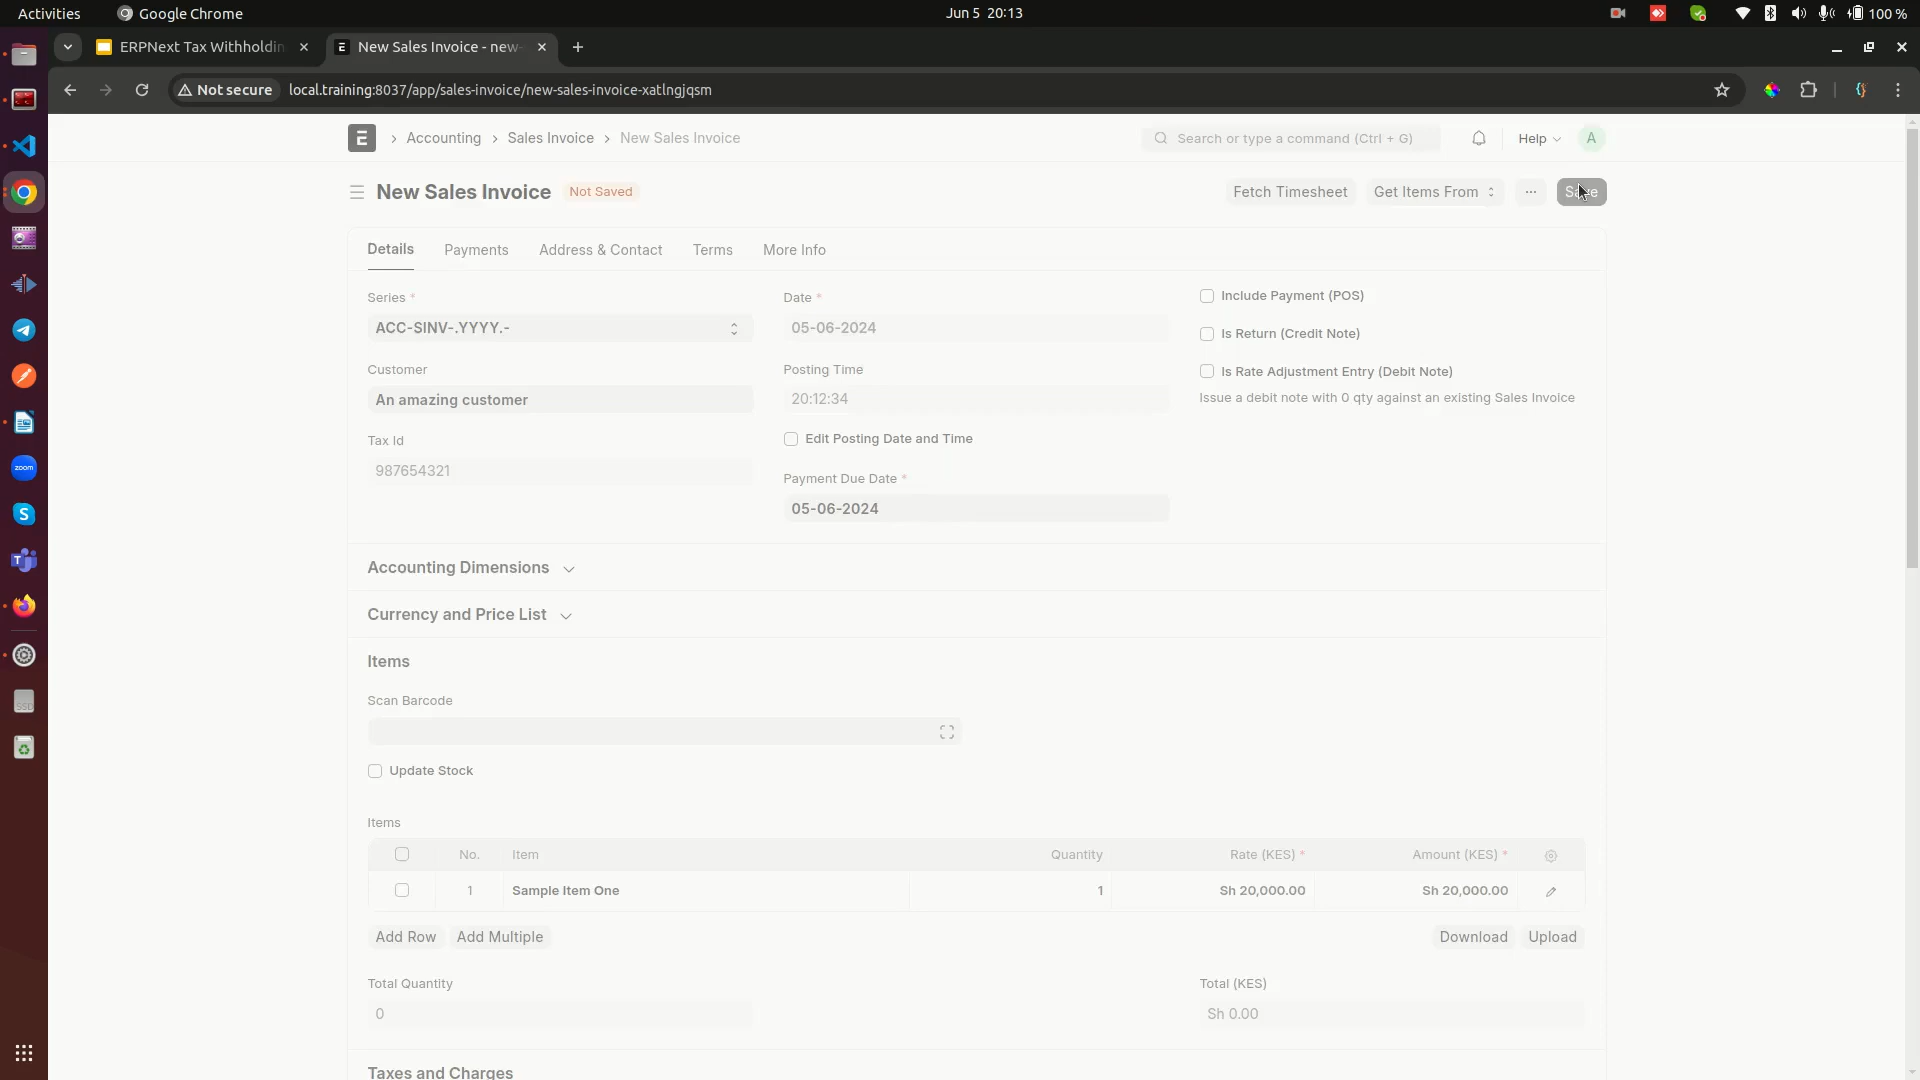 Activities Google Chrome Jun 5 20:13 100 %
ERPNext Tax Withholdin New Sales Invoice - new-
Not secure local.training:8037/app/sales-invoice/new-sales-invoice-xatlngjqsm
E Accounting Sales Invoice New Sales Invoice Search or type a command (Ctrl + G) Help A
New Sales Invoice Not Saved Fetch Timesheet Get Items From ... Save
Details Payments Address & Contact Terms More Info
Series * Date * Include Payment (POS)
ACC-SINV-.YYYY.- 05-06-2024
Is Return (Credit Note)
Customer Posting Time Is Rate Adjustment Entry (Debit Note)
An amazing customer 20:12:34 Issue a debit note with 0 qty against an existing Sales Invoice
Tax Id Edit Posting Date and Time
987654321 Payment Due Date *
05-06-2024
Accounting Dimensions
Currency and Price List
Items
Scan Barcode
Update Stock
Items
No. Item Quantity Rate (KES) * Amount (KES) *
1 Sample Item One 1 Sh 20,000.00 Sh 20,000.00
Add Row Add Multiple Download Upload
Total Quantity Total (KES)
0 Sh 0.00
Taxes and Charges
zoom
S
T
SSD